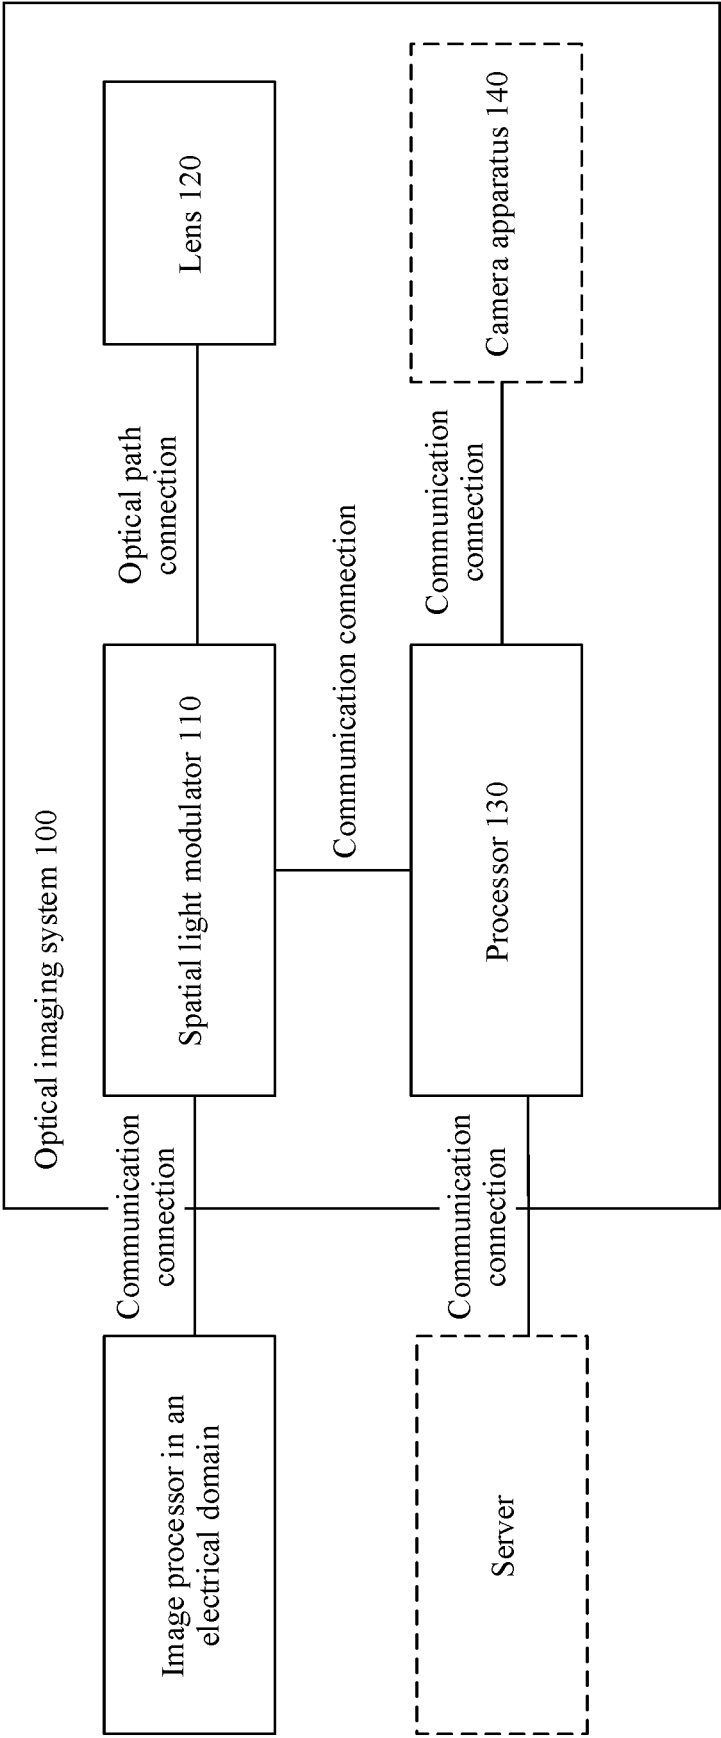 Optical imaging system 100
Image processor in an
electrical domain
Communication
connection
Spatial light modulator 110
Optical path
connection
Lens 120
Communication connection
Server
Communication
connection
Processor 130
Communication
connection
Camera apparatus 140